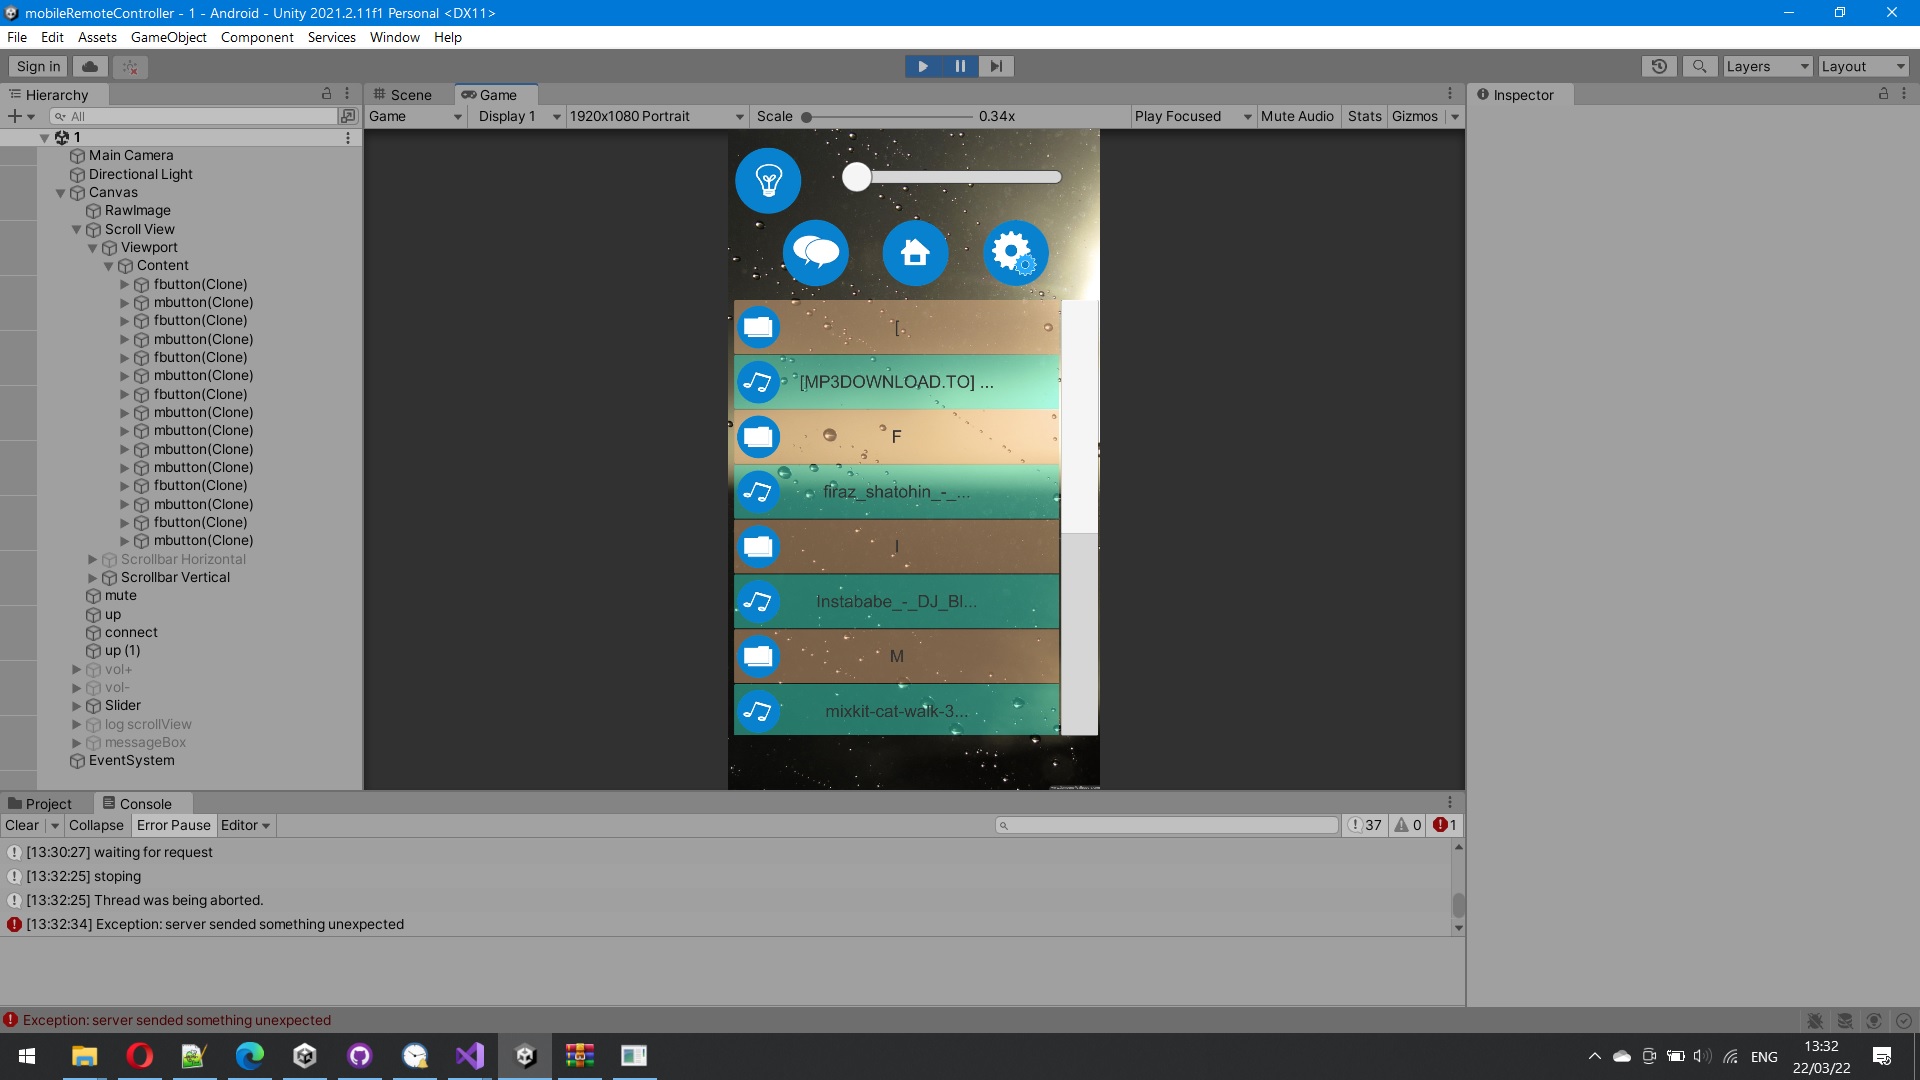 mobileRemoteController - 1 - Android - Unity 2021.2.11f1 Personal <DX11>
File Edit Assets GameObject Component Services Window Help
Sign in
Layers
Layout
Hierarchy
All
1
Main Camera
Directional Light
Canvas
RawImage
Scroll View
Viewport
Content
fbutton(Clone)
mbutton(Clone)
fbutton(Clone)
mbutton(Clone)
fbutton(Clone)
mbutton(Clone)
fbutton(Clone)
mbutton(Clone)
mbutton(Clone)
mbutton(Clone)
mbutton(Clone)
fbutton(Clone)
mbutton(Clone)
fbutton(Clone)
mbutton(Clone)
Scrollbar Horizontal
Scrollbar Vertical
mute
up
connect
up (1)
vol+
vol-
Slider
log scrollView
messageBox
EventSystem
Scene Game
Game Display 1 1920x1080 Portrait Scale 0.34x Play Focused Mute Audio Stats Gizmos
[
[MP3DOWNLOAD.TO] ...
F
firaz_shatohin_-_...
I
Instababe_-_DJ_Bl...
M
mixkit-cat-walk-3...
Inspector
Project Console
Clear Collapse Error Pause Editor
37 0 1
[13:30:27] waiting for request
[13:32:25] stoping
[13:32:25] Thread was being aborted.
[13:32:34] Exception: server sended something unexpected
Exception: server sended something unexpected
ENG
13:32
22/03/22